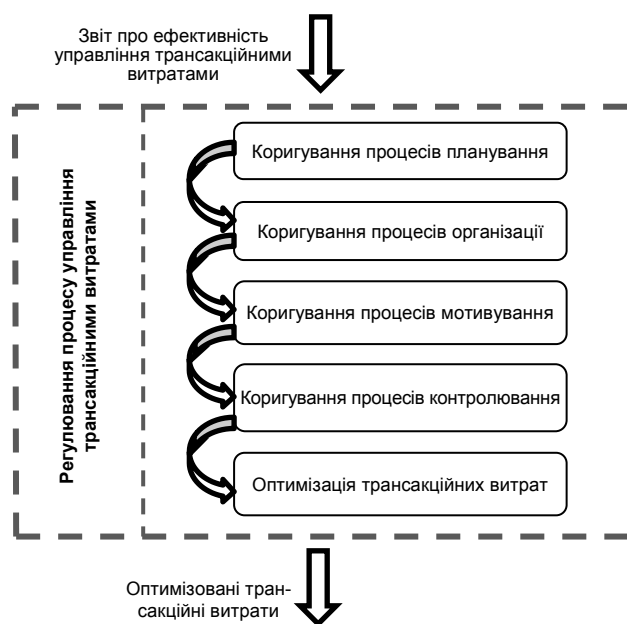 Звіт про ефективність
управління трансакційними
витратами
Регулювання процесу управління
трансакційними витратами
Коригування процесів планування
Коригування процесів організації
Коригування процесів мотивування
Коригування процесів контролювання
Оптимізація трансакційних витрат
Оптимізовані тран-
сакційні витрати